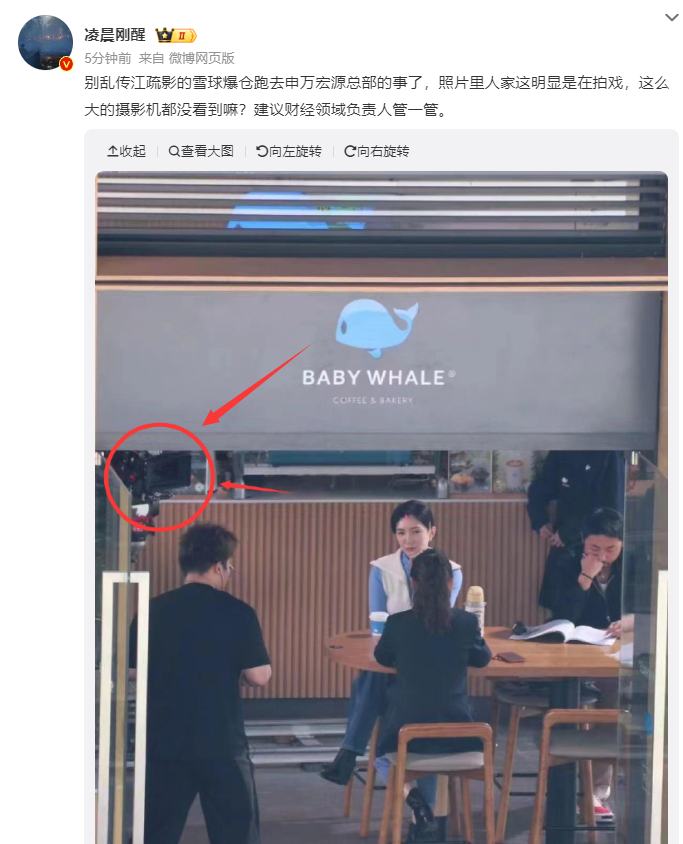 凌晨刚醒
II
5分钟前 来自 微博网页版
别乱传江疏影的雪球爆仓跑去申万宏源总部的事了，照片里人家这明显是在拍戏，这么
大的摄影机都没看到嘛？建议财经领域负责人管一管。
收起 查看大图 向左旋转 向右旋转
BABY WHALE®
COFFEE & BAKERY